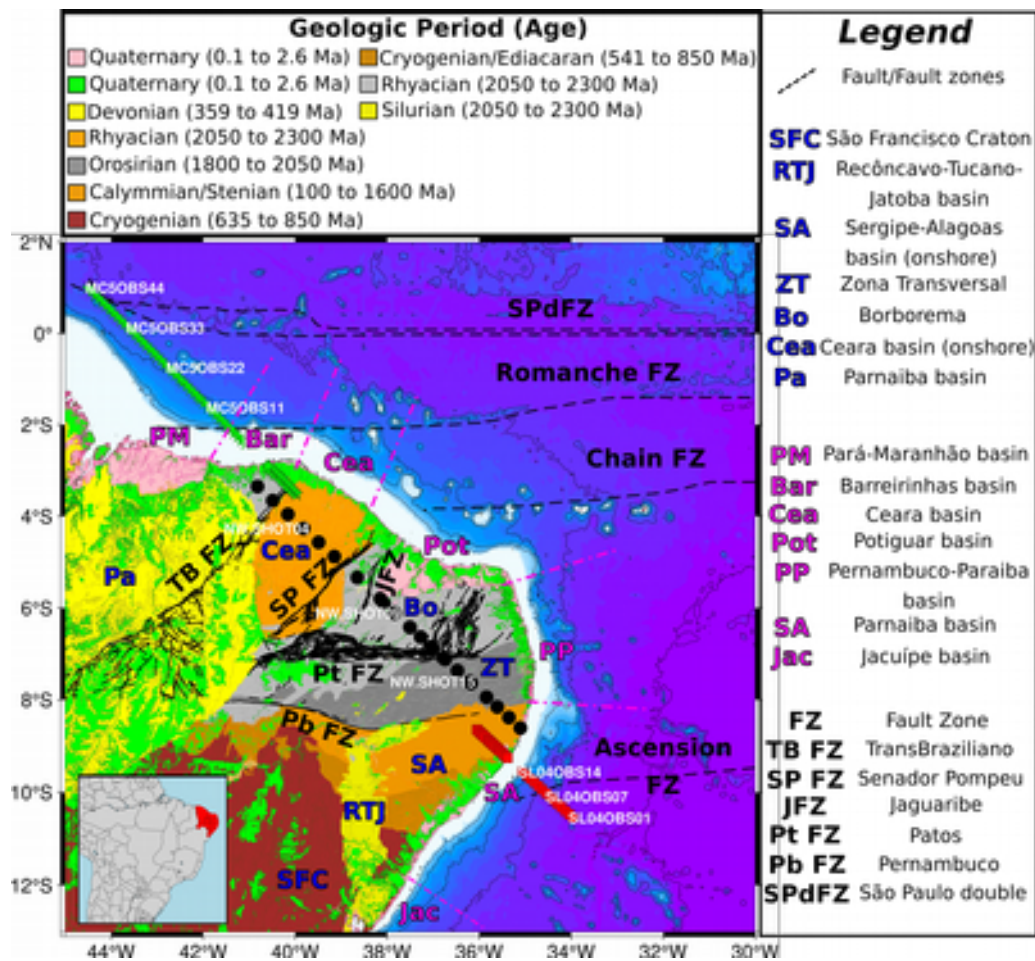 Geologic Period (Age)
Quaternary (0.1 to 2.6 Ma)
Cryogenian/Ediacaran (541 to 850 Ma)
Quaternary (0.1 to 2.6 Ma)
Rhyacian (2050 to 2300 Ma)
Devonian (359 to 419 Ma)
Silurian (2050 to 2300 Ma)
Rhyacian (2050 to 2300 Ma)
Orosirian (1800 to 2050 Ma)
Calymmian/Stenian (100 to 1600 Ma)
Cryogenian (635 to 850 Ma)
Legend
Fault/Fault zones
SFC São Francisco Craton
RTJ Recôncavo-Tucano-
Jatoba basin
SA Sergipe-Alagoas
basin (onshore)
ZT Zona Transversal
Bo Borborema
Cea Ceara basin (onshore)
Pa Parnaiba basin
PM Pará-Maranhão basin
Bar Barreirinhas basin
Cea Ceara basin
Pot Potiguar basin
PP Pernambuco-Paraiba
basin
SA Parnaiba basin
Jac Jacuípe basin
FZ Fault Zone
TB FZ TransBraziliano
SP FZ Senador Pompeu
JFZ Jaguaribe
Pt FZ Patos
Pb FZ Pernambuco
SPdFZ São Paulo double
2°N
0°
2°S
4°S
6°S
8°S
10°S
12°S
44°W
42°W
40°W
38°W
36°W
34°W
32°W
30°W
MC5OBS44
MC5OBS33
MC5OBS22
MC5OBS11
SPdFZ
Romanche FZ
Chain FZ
Ascension
FZ
PM
Bar
Cea
Pot
PP
SA
Jac
Pa
TB FZ
Cea
SP FZ
JFZ
Bo
ZT
Pt FZ
Pb FZ
SA
RTJ
SFC
SL04OBS14
SL04OBS07
SL04OBS01